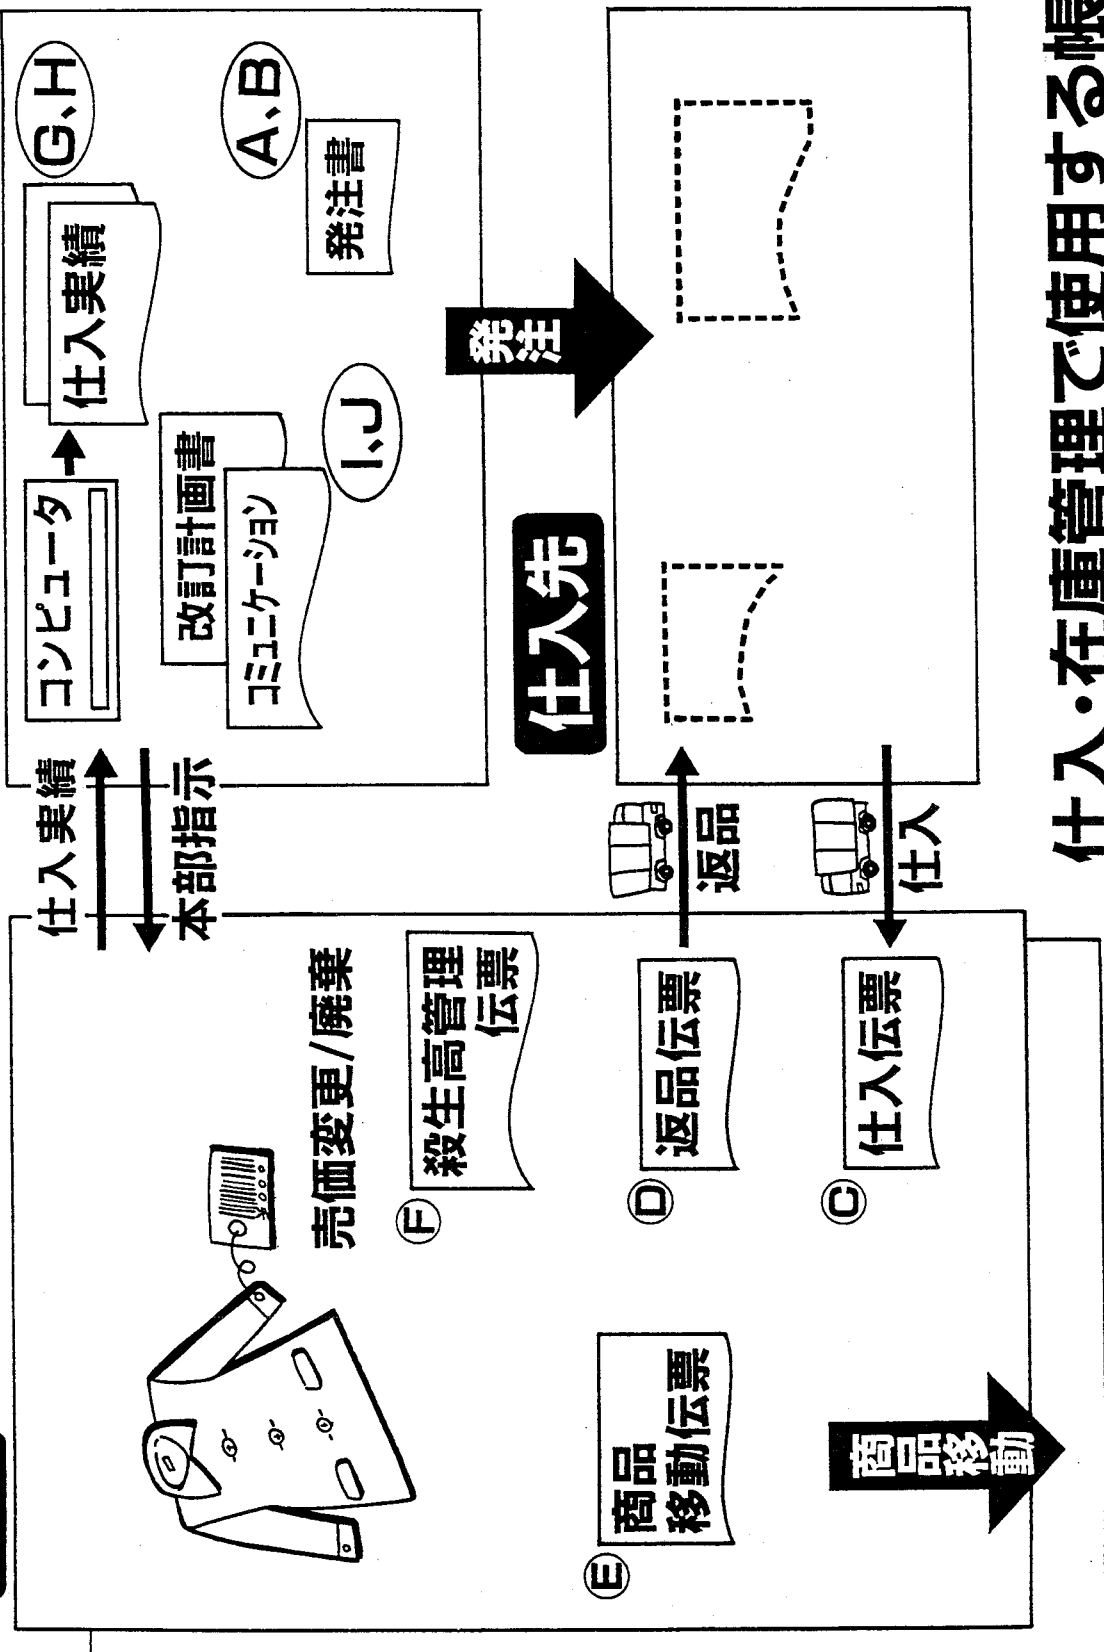 仕入実績
本部指示
コンピュータ
仕入実績
G、H
改訂計画書
コミュニケーション
I、J
A、B
発注書
発注
売価変更/廃棄
F
殺生高管理
伝票
仕入先
E
商品
移動伝票
D
返品伝票
返品
C
仕入伝票
仕入
商品移動
仕入・在庫管理で使用する帳